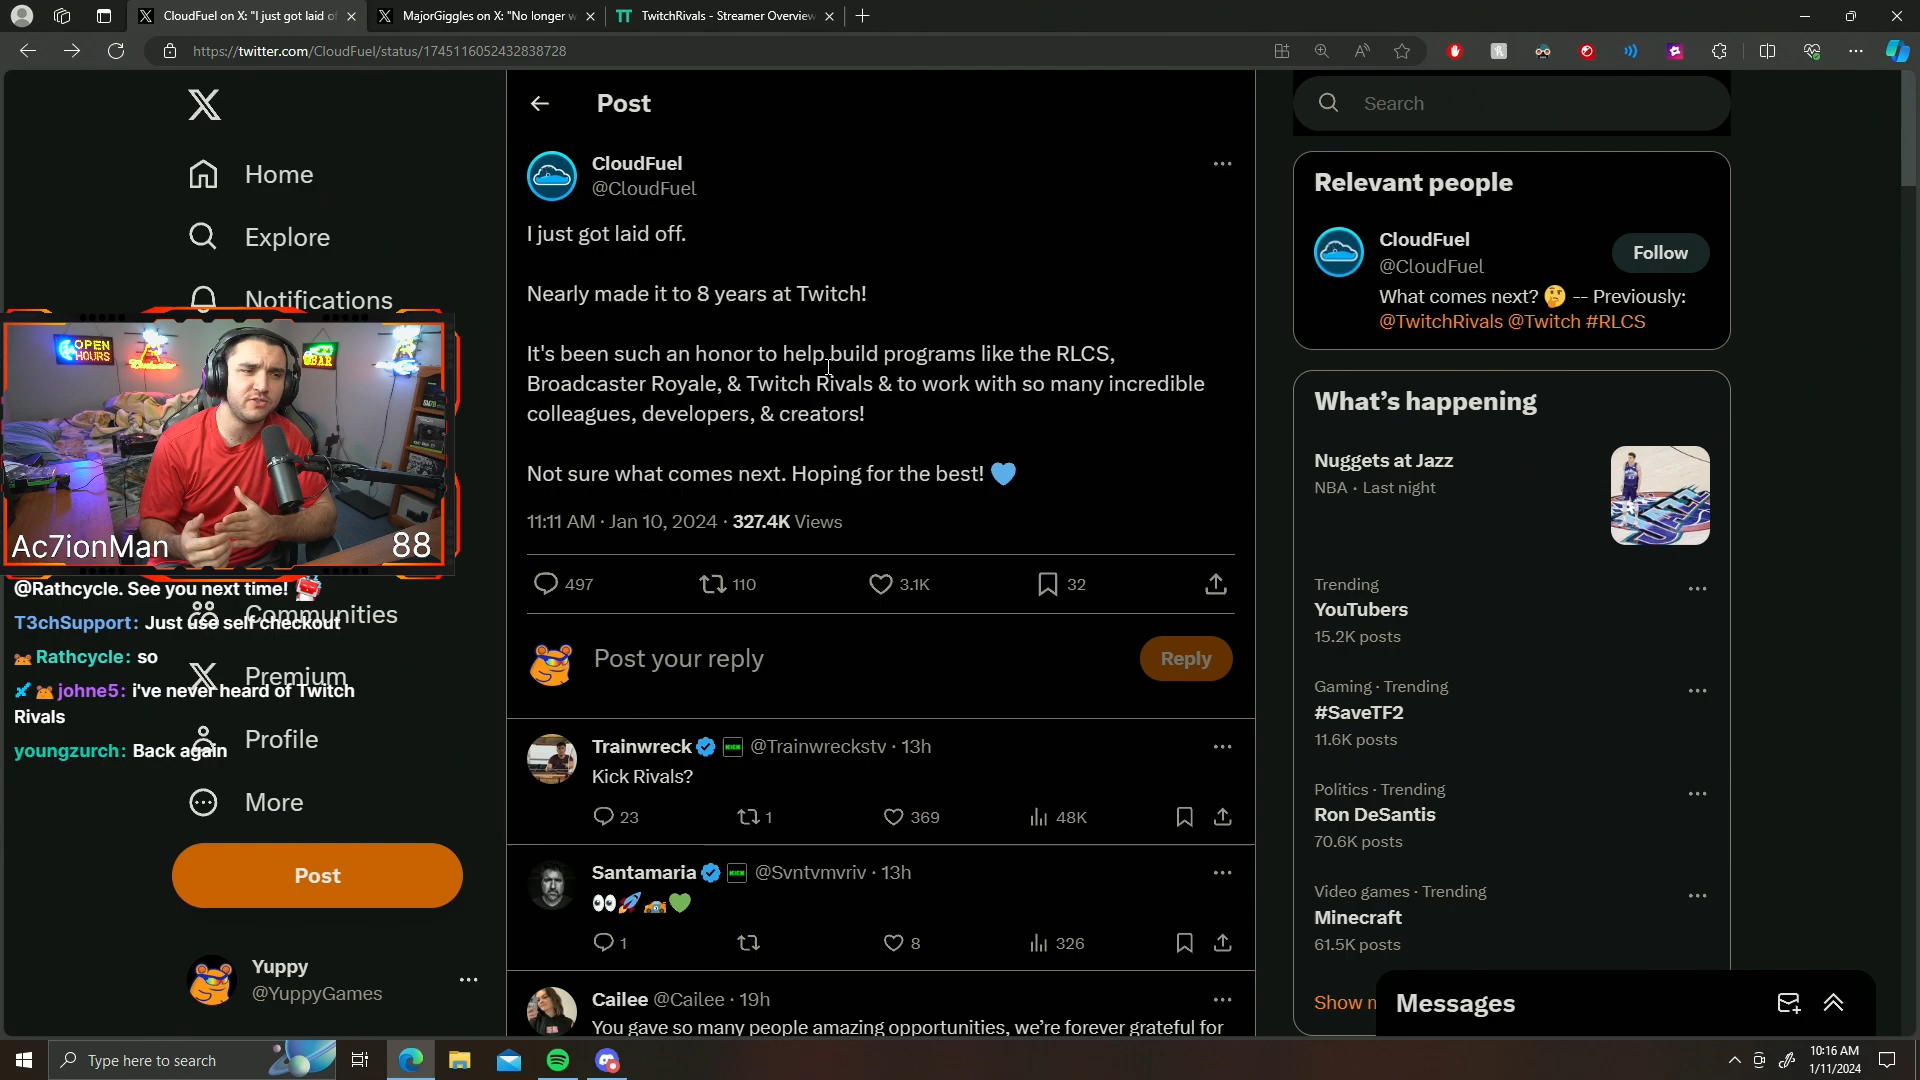 CloudFuel on X: "I just got laid o
MajorGiggles on X: "No longer w
TwitchRivals - Streamer Overview
https://twitter.com/CloudFuel/status/1745116052432838728
Home
Explore
Notifications
Communities
Premium
Profile
More
Post
Yuppy
@YuppyGames
OPEN
HOURS
BAR
Ac7ionMan
88
@Rathcycle. See you next time!
T3chSupport: Just use self checkout
Rathcycle: so
johne5: i've never heard of Twitch
Rivals
youngzurch: Back again
Post
CloudFuel
@CloudFuel
I just got laid off.
Nearly made it to 8 years at Twitch!
It's been such an honor to help build programs like the RLCS,
Broadcaster Royale, & Twitch Rivals & to work with so many incredible
colleagues, developers, & creators!
Not sure what comes next. Hoping for the best! 💙
11:11 AM · Jan 10, 2024 · 327.4K Views
497 110 3.1K 32
Post your reply
Reply
Trainwreck KICK @Trainwreckstv · 13h
Kick Rivals?
23 1 369 48K
Santamaria KICK @Svntvmvriv · 13h
👀🚀🚖💚
1 8 326
Cailee @Cailee · 19h
You gave so many people amazing opportunities, we're forever grateful for
Search
Relevant people
CloudFuel
@CloudFuel
Follow
What comes next? 🤔 -- Previously:
@TwitchRivals @Twitch #RLCS
What's happening
Nuggets at Jazz
NBA · Last night
Trending
YouTubers
15.2K posts
Gaming · Trending
#SaveTF2
11.6K posts
Politics · Trending
Ron DeSantis
70.6K posts
Video games · Trending
Minecraft
61.5K posts
Messages
Type here to search
10:16 AM
1/11/2024